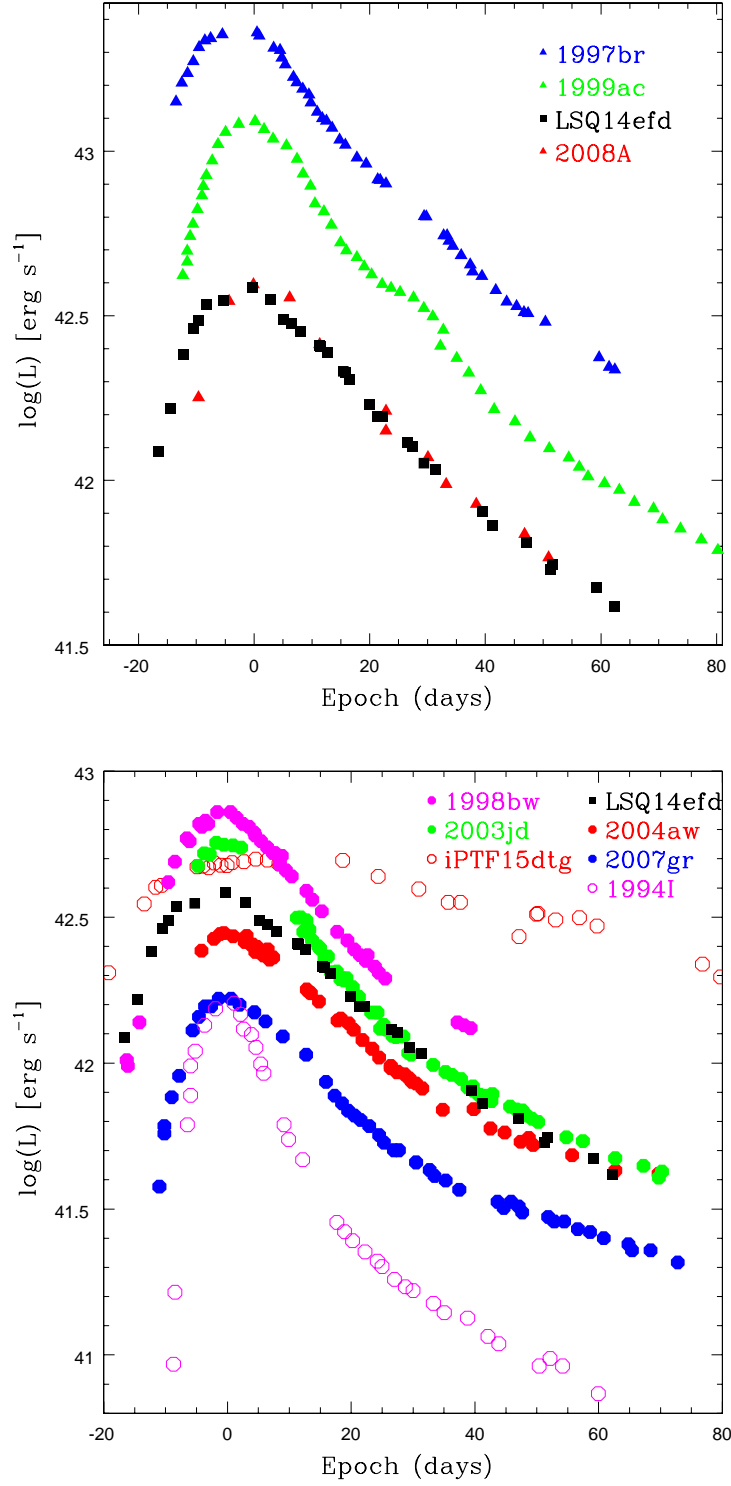 1997br
1999ac
LSQ14efd
2008A
43
42.5
42
41.5
log(L) [erg s⁻¹]
-20 0 20 40 60 80
Epoch (days)
43
1998bw LSQ14efd
2003jd 2004aw
iPTF15dtg 2007gr
1994I
42.5
42
41.5
41
log(L) [erg s⁻¹]
-20 0 20 40 60 80
Epoch (days)